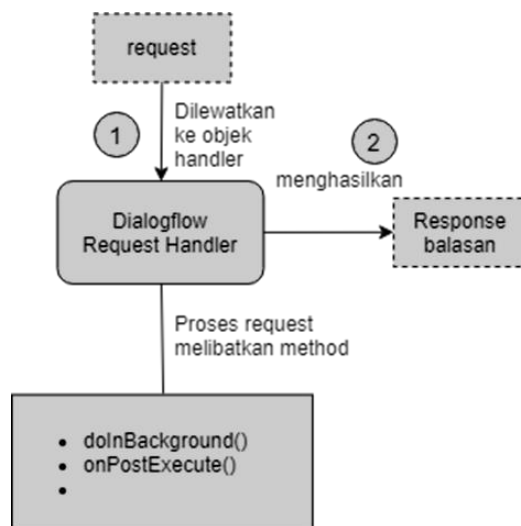 request
1
Dilewatkan
ke objek
handler
2
menghasilkan
Dialogflow
Request Handler
Response
balasan
Proses request
melibatkan method
• doInBackground()
• onPostExecute()
•